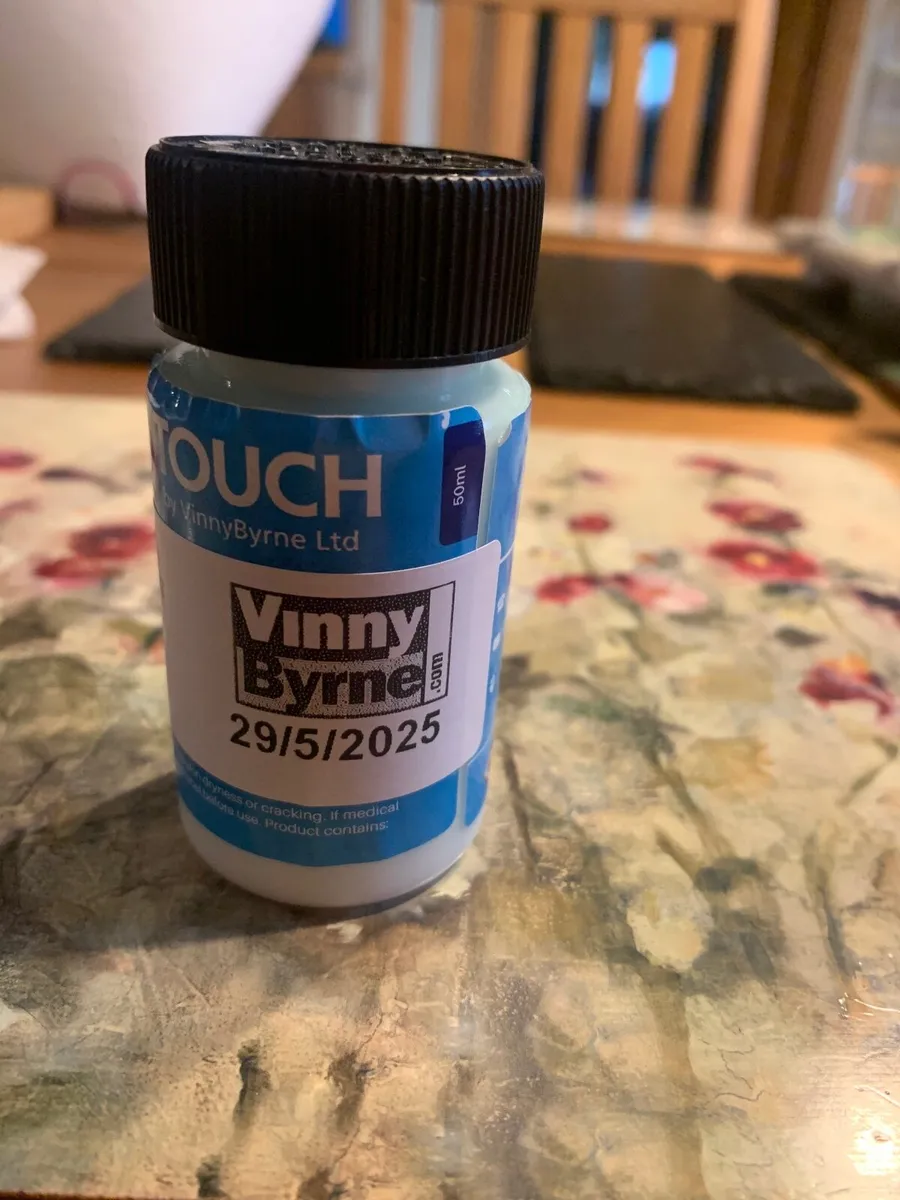 TOUCH
by VinnyByrne Ltd
50ml
Vinny
Byrne
.com
29/5/2025
dryness or cracking. If medical
before use. Product contains: